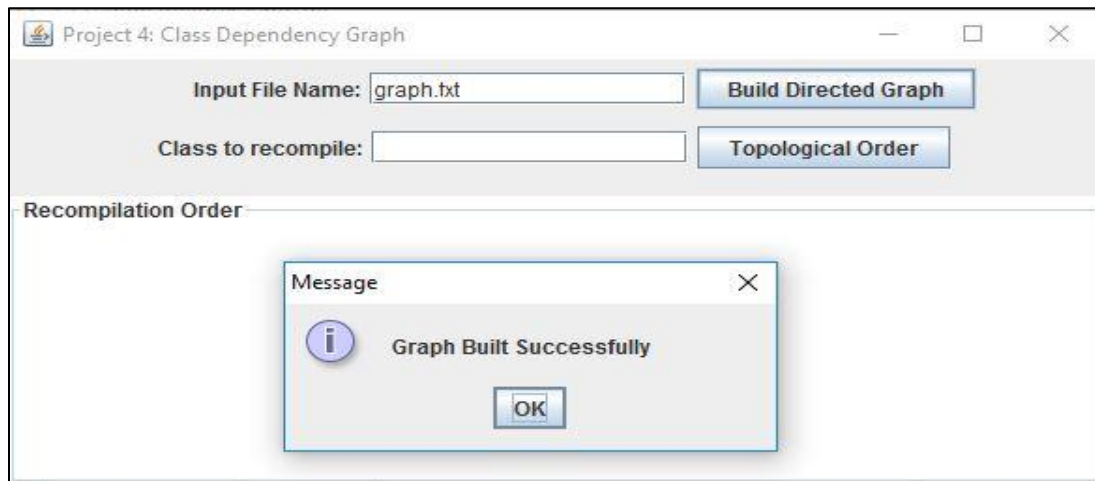 Project 4: Class Dependency Graph
Input File Name: graph.txt Build Directed Graph
Class to recompile: Topological Order
Recompilation Order
Message
i Graph Built Successfully
OK